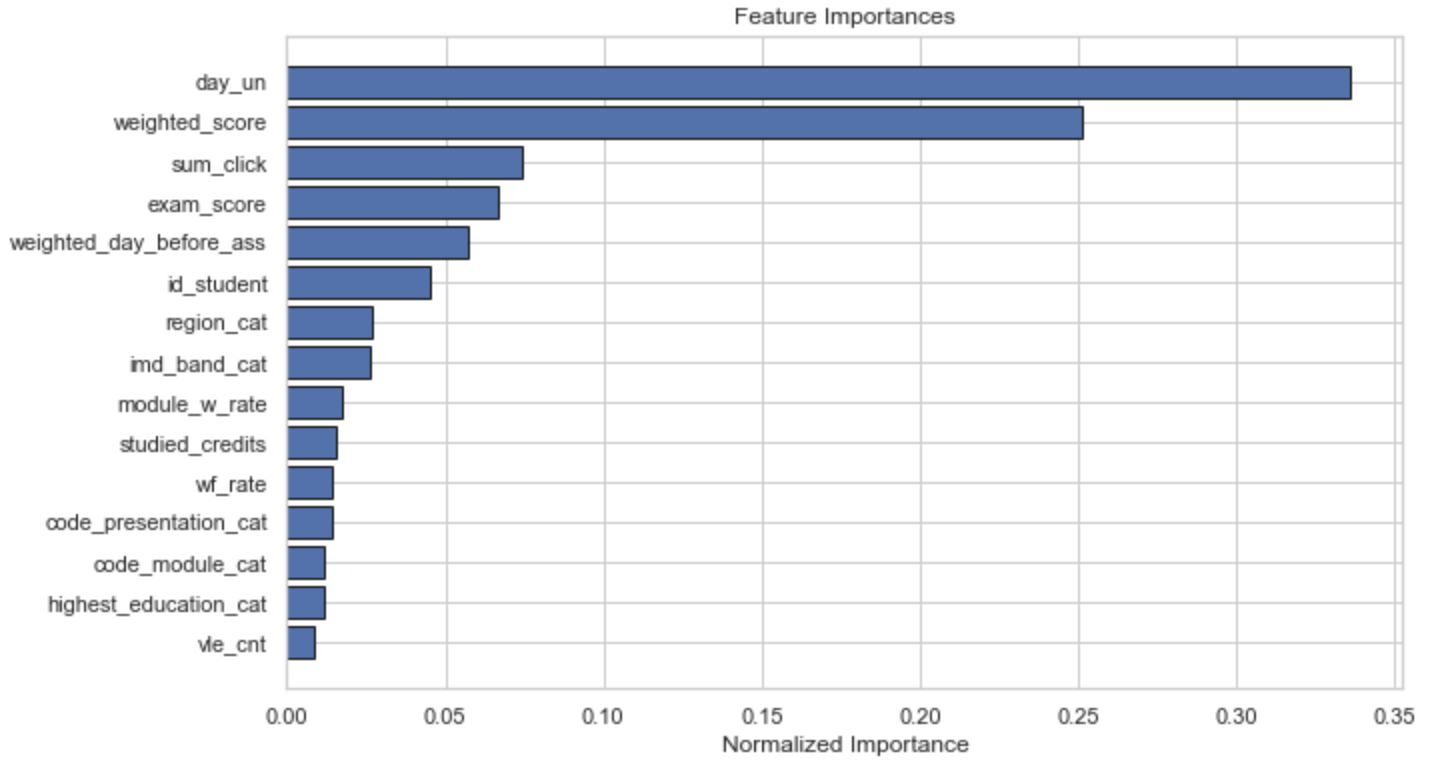 Feature Importances
day_un
weighted_score
sum_click
exam_score
weighted_day_before_ass
id_student
region_cat
imd_band_cat
module_w_rate
studied_credits
wf_rate
code_presentation_cat
code_module_cat
highest_education_cat
vle_cnt
0.00 0.05 0.10 0.15 0.20 0.25 0.30 0.35
Normalized Importance